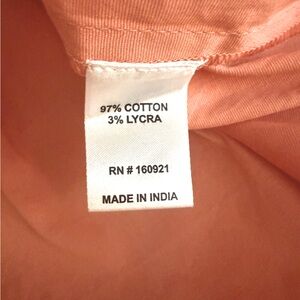 97% COTTON
3% LYCRA
RN # 160921
MADE IN INDIA